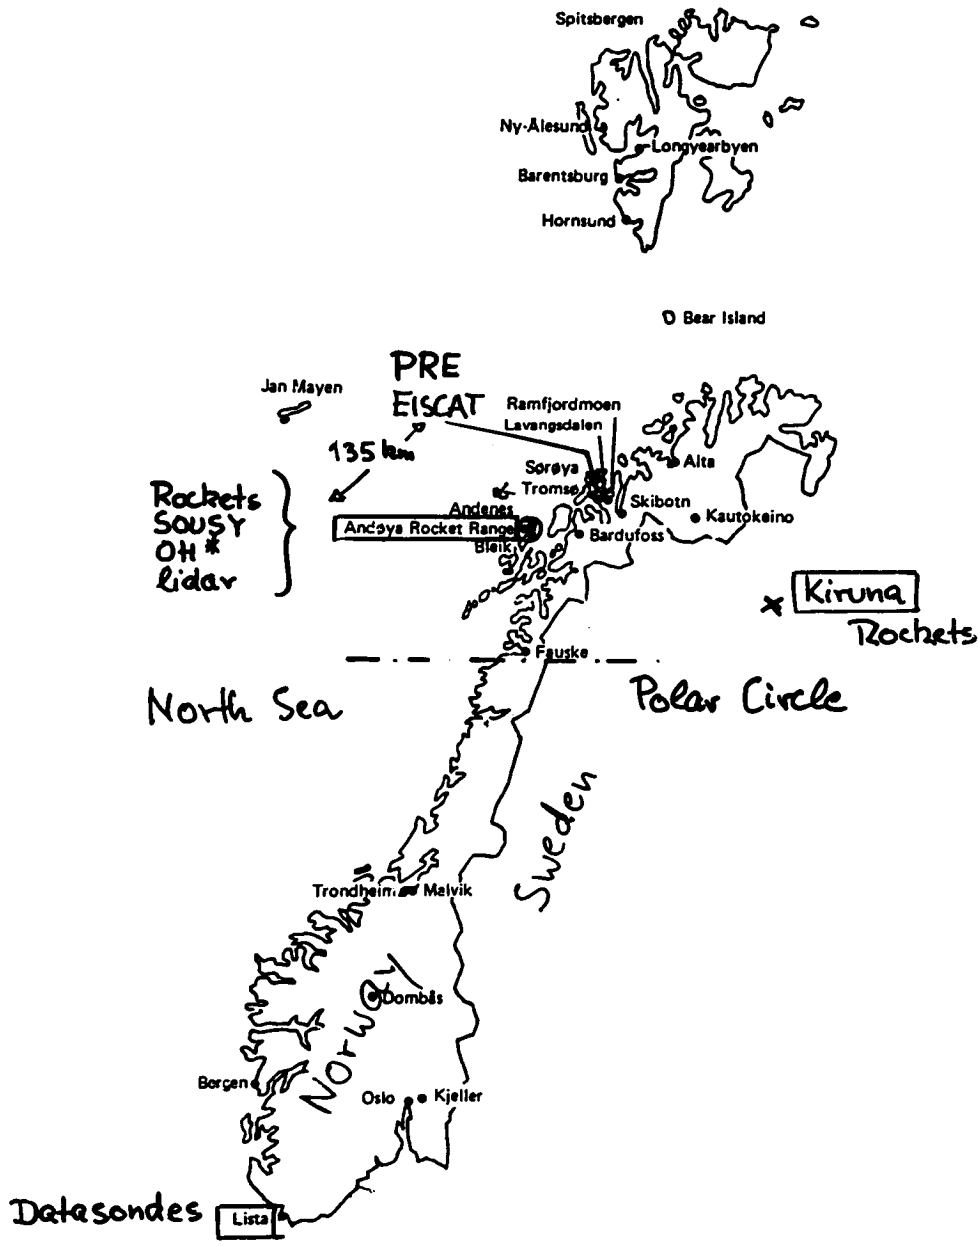 Spitsbergen
Ny-Ålesund
Longyearbyen
Barentsburg
Hornsund
Bear Island
Jan Mayen
PRE
EISCAT
Ramfjordmoen
Lavangsdalen
135 km
Sørøya
Alta
Tromsø
Rockets
SOUSY
OH*
lidar
Andenes
Skibotn
Kautokeino
Andøya Rocket Range
Bardufoss
Bleik
Kiruna
Rockets
Fauske
North Sea
Polar Circle
Sweden
Trondheim
Malvik
Norway
Dombås
Bergen
Oslo
Kjeller
Datasondes
Lista